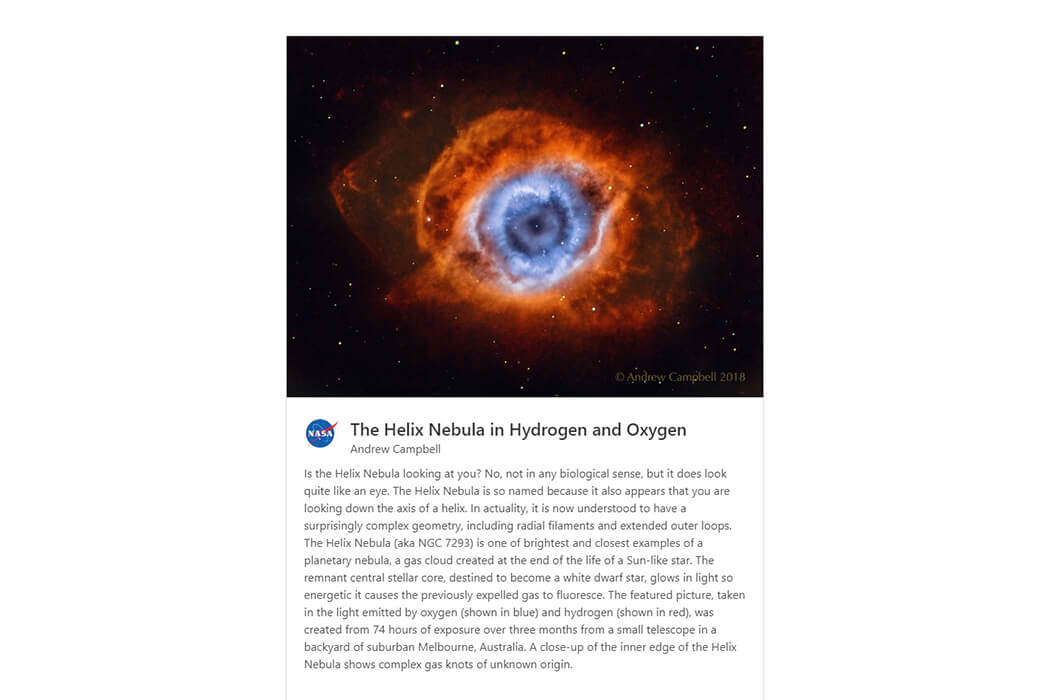 © Andrew Campbell 2018
NASA
The Helix Nebula in Hydrogen and Oxygen
Andrew Campbell
Is the Helix Nebula looking at you? No, not in any biological sense, but it does look
quite like an eye. The Helix Nebula is so named because it also appears that you are
looking down the axis of a helix. In actuality, it is now understood to have a
surprisingly complex geometry, including radial filaments and extended outer loops.
The Helix Nebula (aka NGC 7293) is one of brightest and closest examples of a
planetary nebula, a gas cloud created at the end of the life of a Sun-like star. The
remnant central stellar core, destined to become a white dwarf star, glows in light so
energetic it causes the previously expelled gas to fluoresce. The featured picture, taken
in the light emitted by oxygen (shown in blue) and hydrogen (shown in red), was
created from 74 hours of exposure over three months from a small telescope in a
backyard of suburban Melbourne, Australia. A close-up of the inner edge of the Helix
Nebula shows complex gas knots of unknown origin.